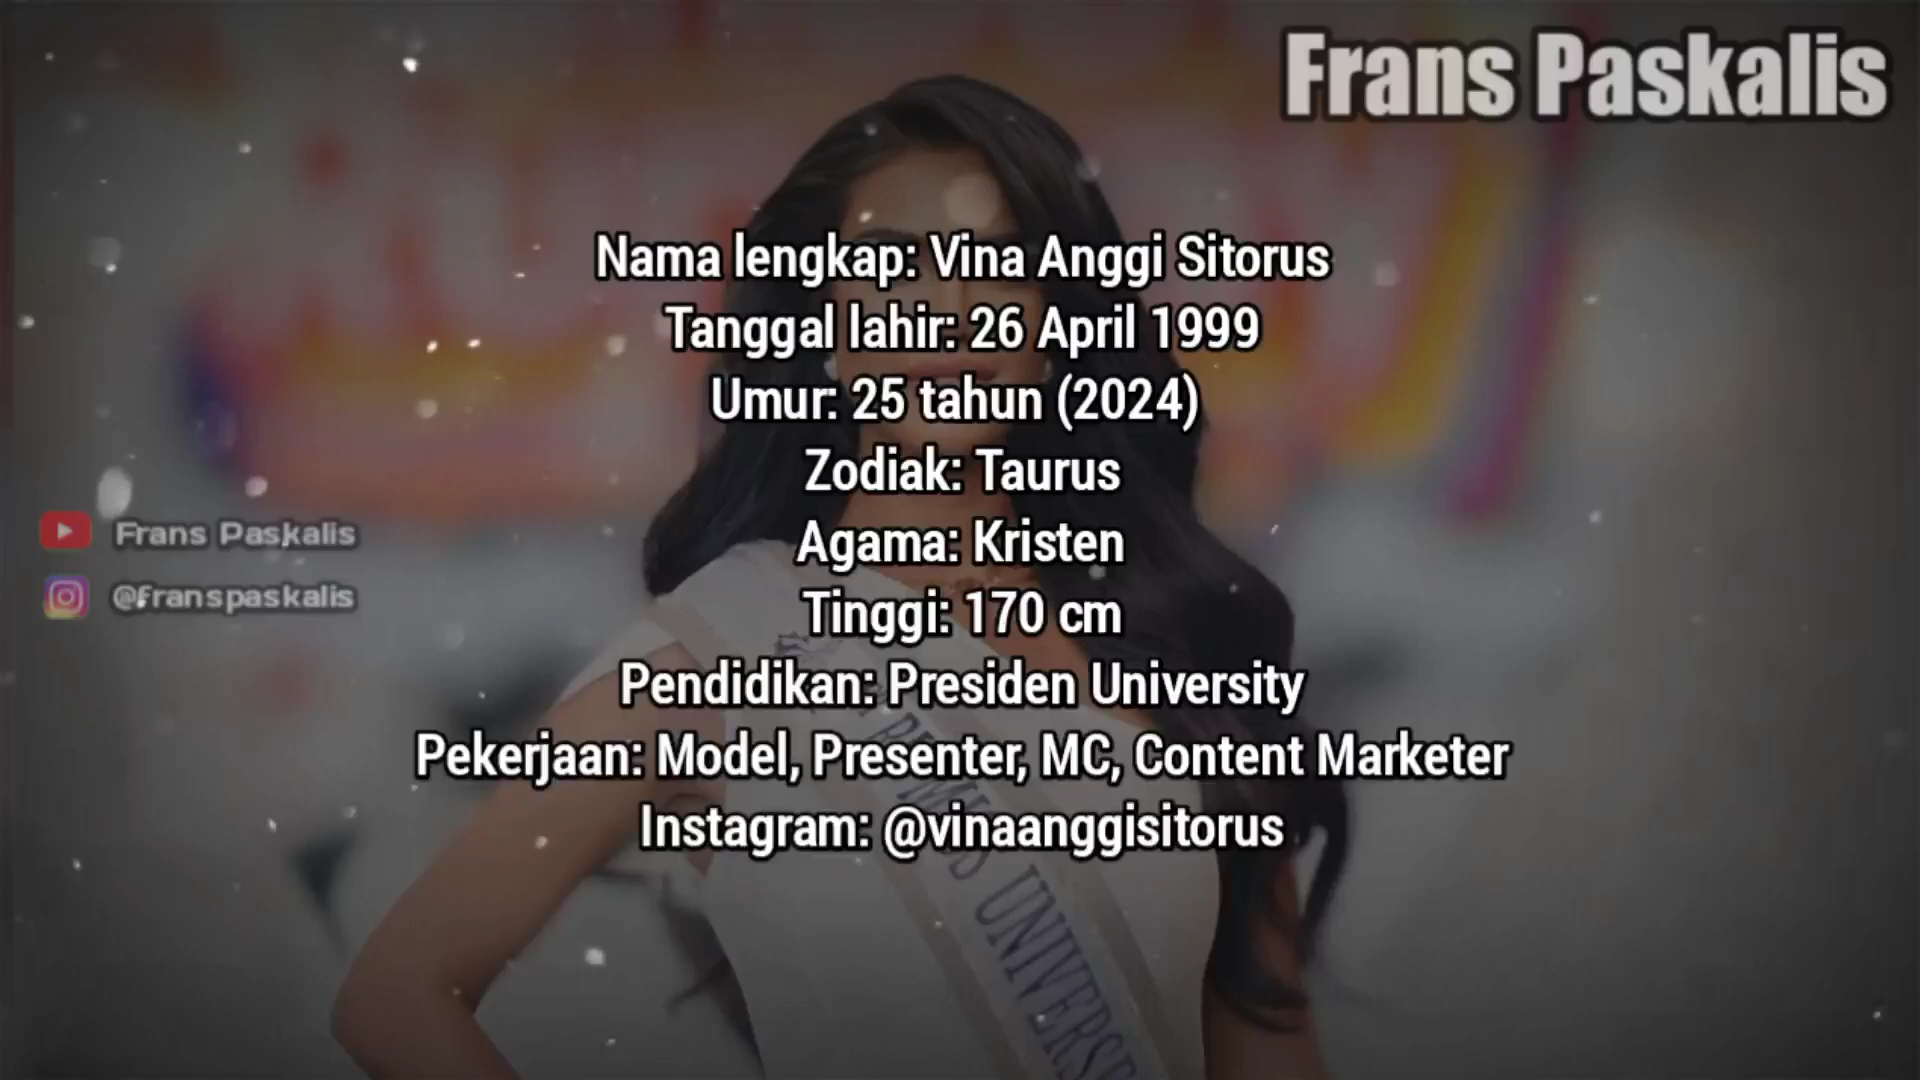 Frans Paskalis
Nama lengkap: Vina Anggi Sitorus
Tanggal lahir: 26 April 1999
Umur: 25 tahun (2024)
Zodiak: Taurus
Agama: Kristen
Tinggi: 170 cm
Pendidikan: Presiden University
Pekerjaan: Model, Presenter, MC, Content Marketer
Instagram: @vinaanggisitorus
Frans Paskalis
@franspaskalis
UNIVERSE